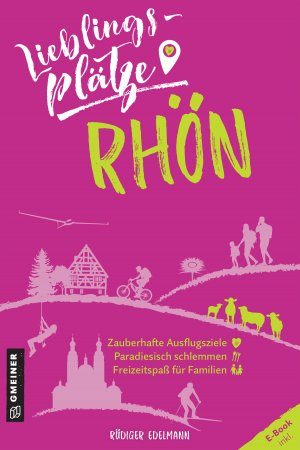 Lieblings-
plätze
RHÖN
Zauberhafte Ausflugsziele
Paradiesisch schlemmen
Freizeitspaß für Familien
GMEINER
E-Book
inkl.
RÜDIGER EDELMANN